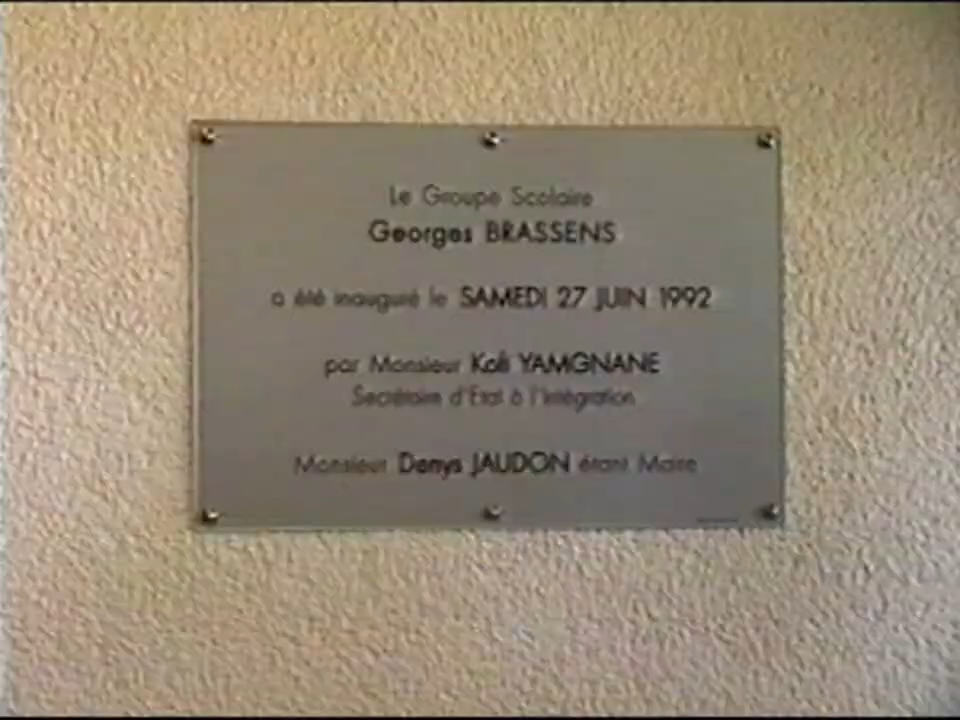 Le Groupe Scolaire
Georges BRASSENS
a été inauguré le SAMEDI 27 JUIN 1992
par Monsieur Kofi YAMGNANE
Secrétaire d'Etat à l'Intégration
Monsieur Denys JAUDON étant Maire